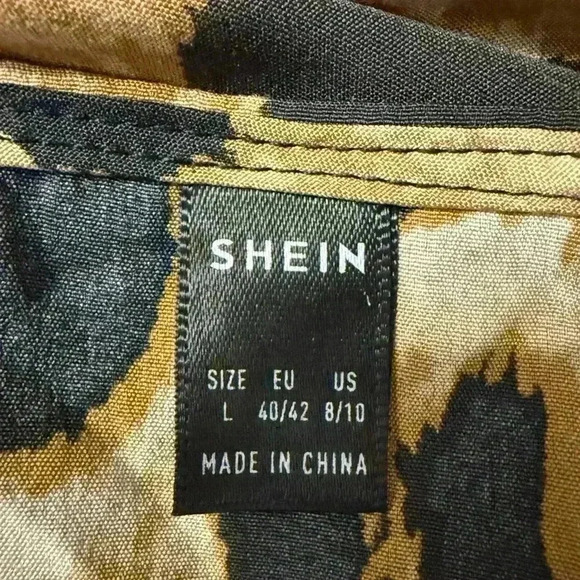 SHEIN
SIZE EU US
L 40/42 8/10
MADE IN CHINA